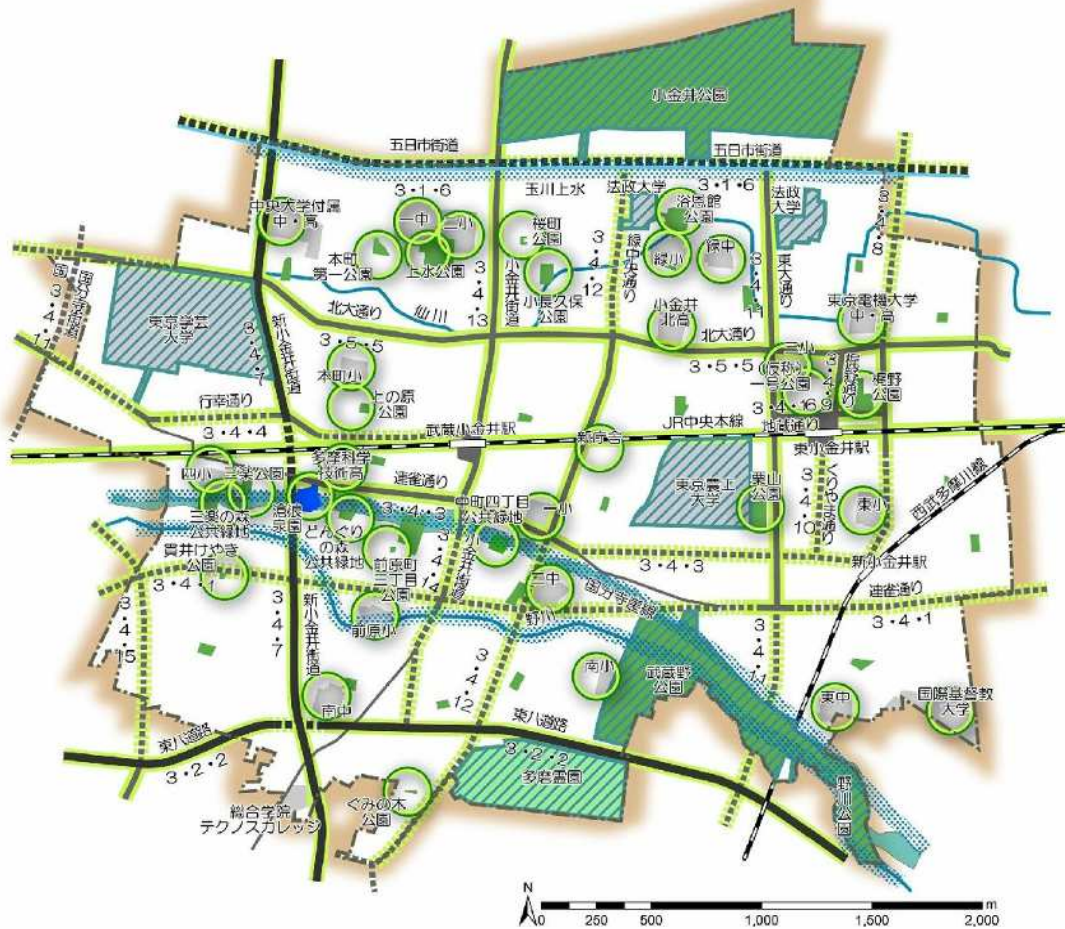 小金井公園
五日市街道
五日市街道
3・1・6
玉川上水
法政大学
3・1・6
浴恩館
公園
法政
大学
中央大学付属
中・高
一中
二小
桜町
公園
本町
第一公園
上水公園
3・4・13
小金井街道
小長久保
公園
3・4・12
緑中央通り
緑小
緑中
3・4・11
東大通り
3・4・18
国3・4・11
国分寺街道
東京学芸
大学
3・4・7
新小金井街道
北大通り
仙川
小金井
北高
北大通り
東京電機大学
中・高
3・5・5
本町小
上の原
公園
3・5・5
三小
(仮称)
一号公園
3・4・9
梶野通り
梶野
公園
3・4・16
地蔵通り
行幸通り
3・4・4
武蔵小金井駅
JR中央本線
新庁舎
東小金井駅
四小
三楽公園
多摩科学
技術高
連雀通り
3・4・3
中町四丁目
公共緑地
一小
東京農工
大学
栗山
公園
3・4・10
くりやま通り
東小
西武多摩川線
三楽の森
公共緑地
滄浪
泉園
どんぐり
の森
公共緑地
貫井けやき
公園
3・4・1
前原町
三丁目
公園
3・4・14
小金井街道
二中
国分寺崖線
3・4・3
新小金井駅
連雀通り
3・4・1
3・4・15
3・4・7
新小金井街道
前原小
野川
3・4・12
南小
武蔵野
公園
3・4・11
東中
国際基督教
大学
南中
東八道路
3・2・2
東八道路
3・2・2
多磨霊園
野川公園
総合学院
テクノスカレッジ
ぐみの木
公園
N
0 250 500 1,000 1,500 2,000 m